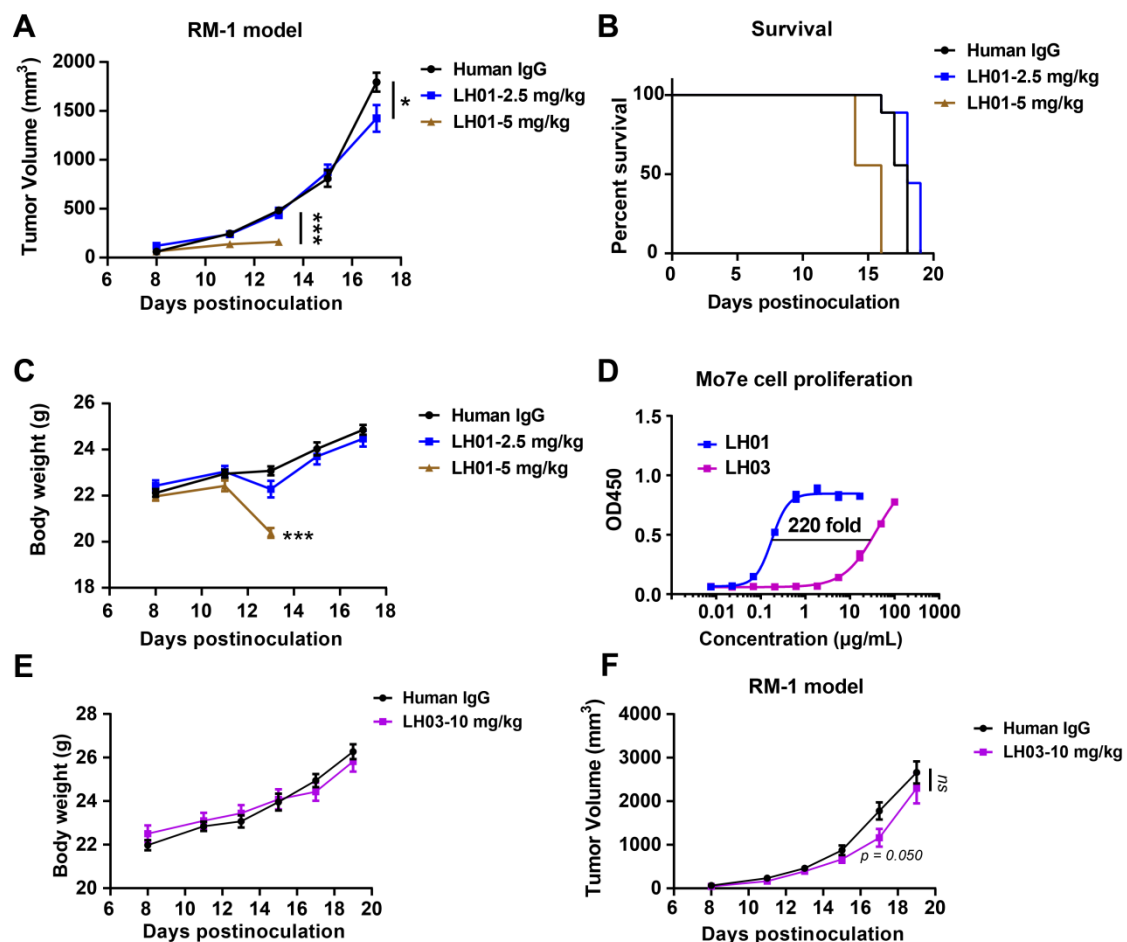 A
RM-1 model
Tumor Volume (mm³)
2000
1500
1000
500
0
6 8 10 12 14 16 18
Days postinoculation
Human IgG
LH01-2.5 mg/kg
LH01-5 mg/kg
*
***
B
Survival
Percent survival
100
50
0
0 5 10 15 20
Days postinoculation
Human IgG
LH01-2.5 mg/kg
LH01-5 mg/kg
C
Body weight (g)
26
24
22
20
18
6 8 10 12 14 16 18
Days postinoculation
Human IgG
LH01-2.5 mg/kg
LH01-5 mg/kg
***
D
Mo7e cell proliferation
OD450
1.5
1.0
0.5
0.0
0.01 0.1 1 10 100 1000
Concentration (µg/mL)
LH01
LH03
220 fold
E
Body weight (g)
28
26
24
22
20
6 8 10 12 14 16 18 20
Days postinoculation
Human IgG
LH03-10 mg/kg
F
RM-1 model
Tumor Volume (mm³)
4000
3000
2000
1000
0
6 8 10 12 14 16 18 20
Days postinoculation
Human IgG
LH03-10 mg/kg
ns
p = 0.050